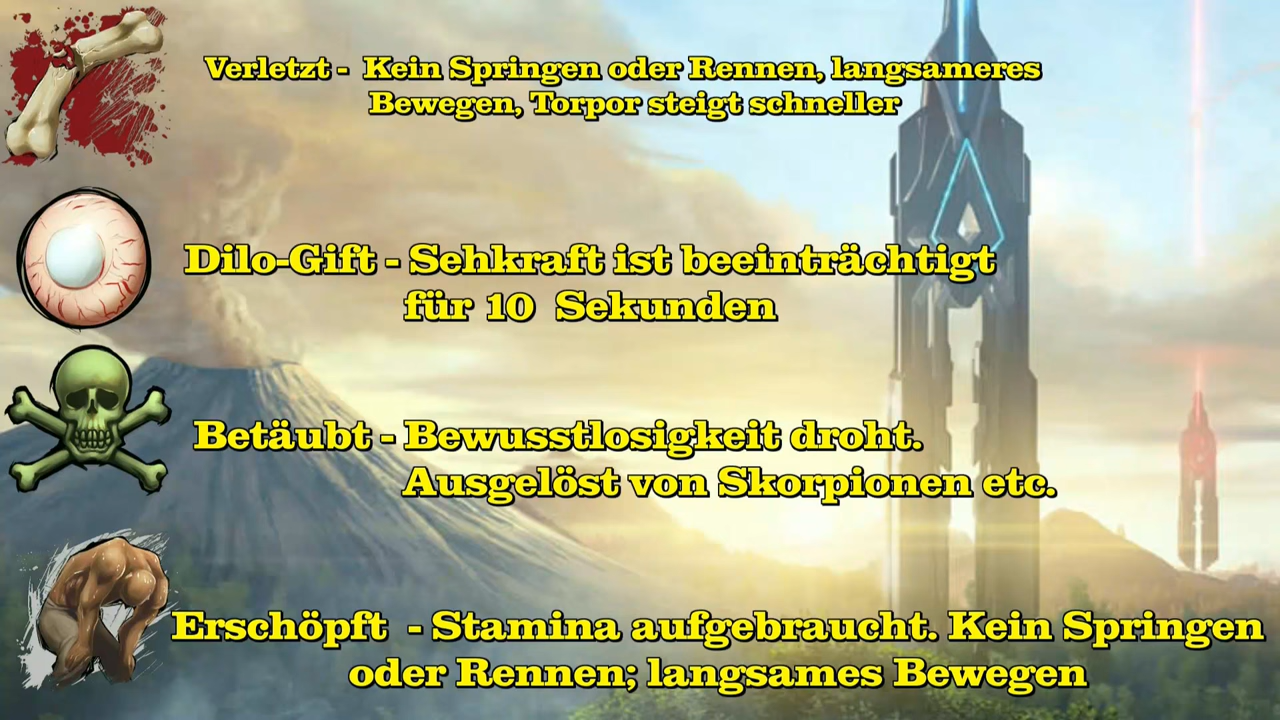 Verletzt - Kein Springen oder Rennen, langsameres
Bewegen, Torpor steigt schneller
Dilo-Gift - Sehkraft ist beeinträchtigt
für 10 Sekunden
Betäubt - Bewusstlosigkeit droht.
Ausgelöst von Skorpionen etc.
Erschöpft - Stamina aufgebraucht. Kein Springen
oder Rennen; langsames Bewegen